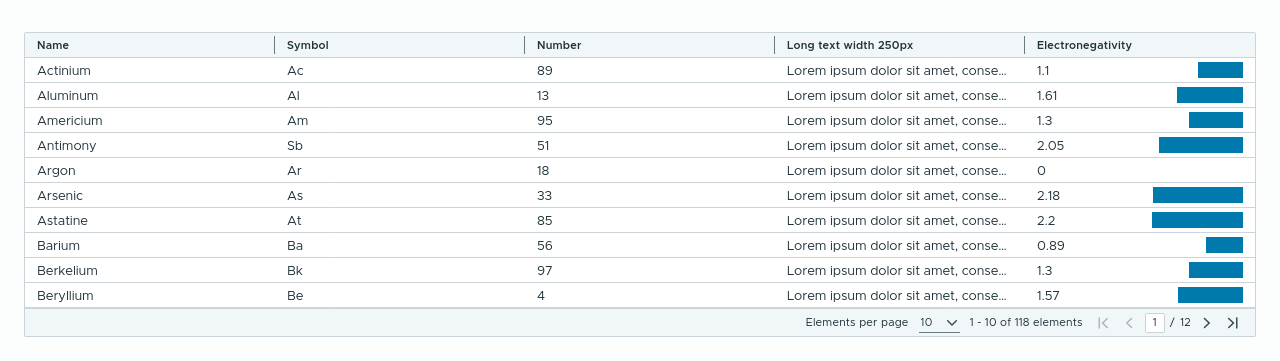 Name Symbol Number Long text width 250px Electronegativity
Actinium Ac 89 Lorem ipsum dolor sit amet, conse... 1.1
Aluminum Al 13 Lorem ipsum dolor sit amet, conse... 1.61
Americium Am 95 Lorem ipsum dolor sit amet, conse... 1.3
Antimony Sb 51 Lorem ipsum dolor sit amet, conse... 2.05
Argon Ar 18 Lorem ipsum dolor sit amet, conse... 0
Arsenic As 33 Lorem ipsum dolor sit amet, conse... 2.18
Astatine At 85 Lorem ipsum dolor sit amet, conse... 2.2
Barium Ba 56 Lorem ipsum dolor sit amet, conse... 0.89
Berkelium Bk 97 Lorem ipsum dolor sit amet, conse... 1.3
Beryllium Be 4 Lorem ipsum dolor sit amet, conse... 1.57
Elements per page 10 1 - 10 of 118 elements 1 / 12